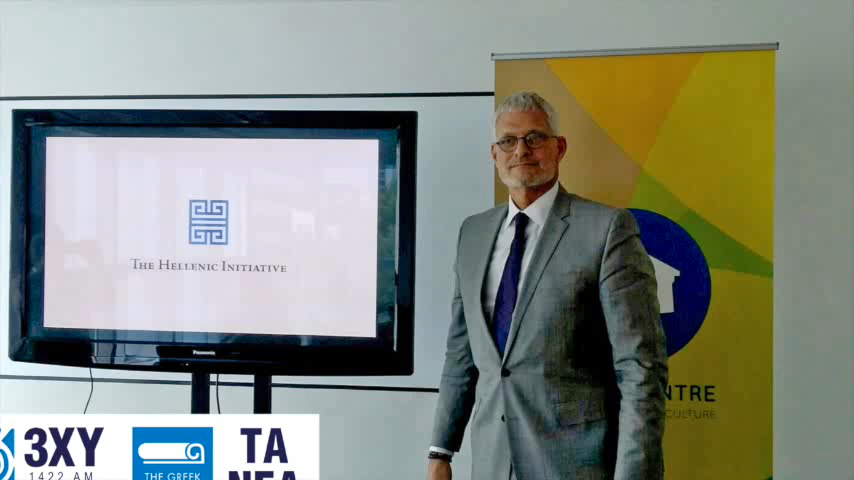 THE HELLENIC INITIATIVE
Panasonic
NTRE
CULTURE
3XY
1422 AM
THE GREEK
TA
NEA